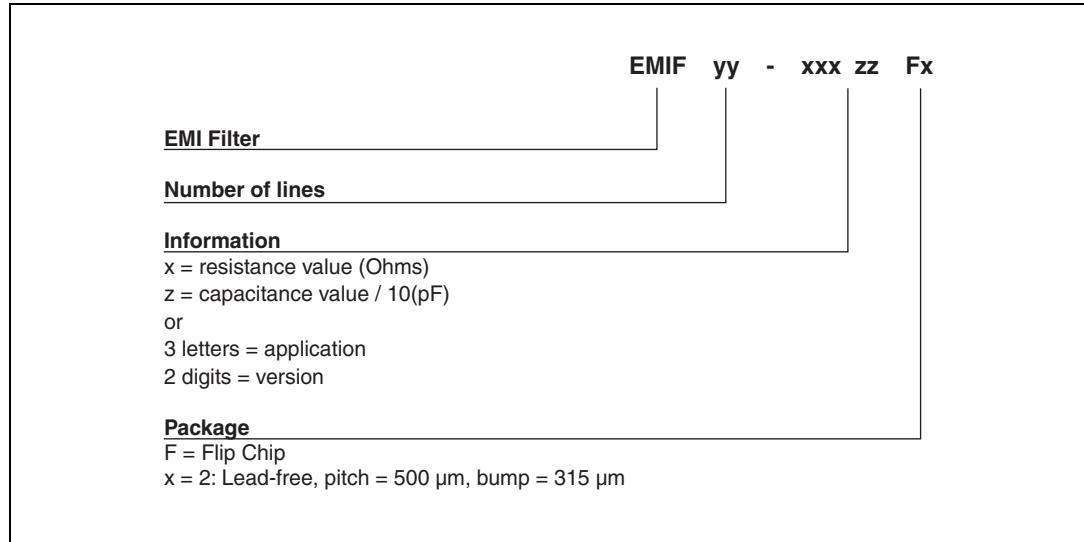 EMIF yy - xxx zz Fx
EMI Filter
Number of lines
Information
x = resistance value (Ohms)
z = capacitance value / 10(pF)
or
3 letters = application
2 digits = version
Package
F = Flip Chip
x = 2: Lead-free, pitch = 500 µm, bump = 315 µm